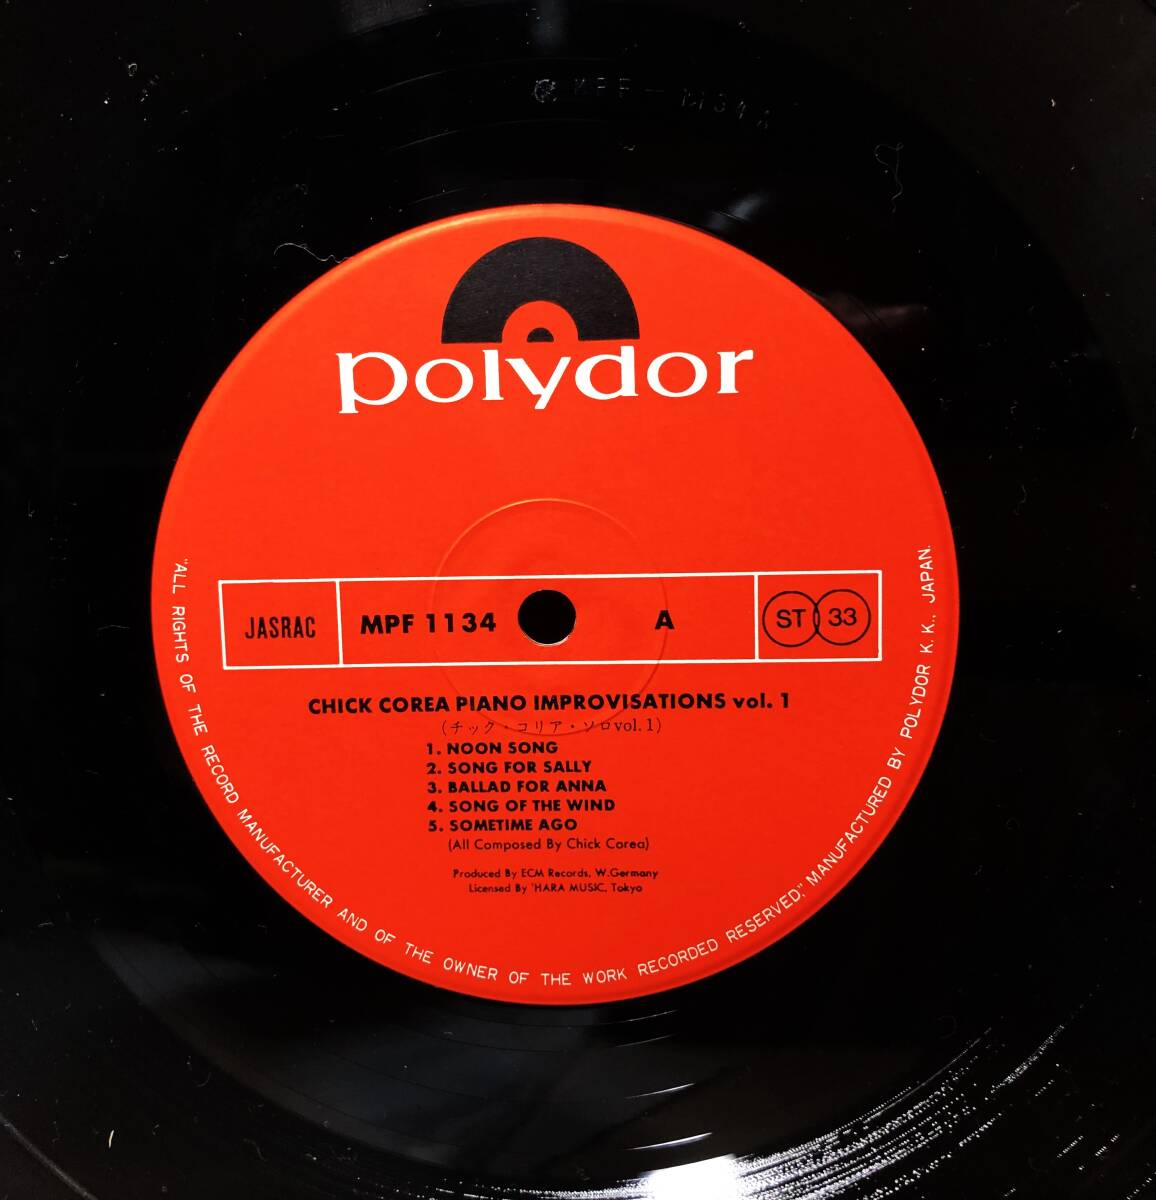 MPF-1134 A
polydor
JASRAC
MPF 1134
A
ST 33
CHICK COREA PIANO IMPROVISATIONS vol. 1
(チック・コリア・ソロvol.1)
1. NOON SONG
2. SONG FOR SALLY
3. BALLAD FOR ANNA
4. SONG OF THE WIND
5. SOMETIME AGO
(All Composed By Chick Corea)
Produced By ECM Records, W.Germany
Licensed By 'HARA MUSIC, Tokyo
"ALL RIGHTS OF THE RECORD MANUFACTURER AND OF THE OWNER OF THE WORK RECORDED RESERVED," MANUFACTURED BY POLYDOR K.K., JAPAN.